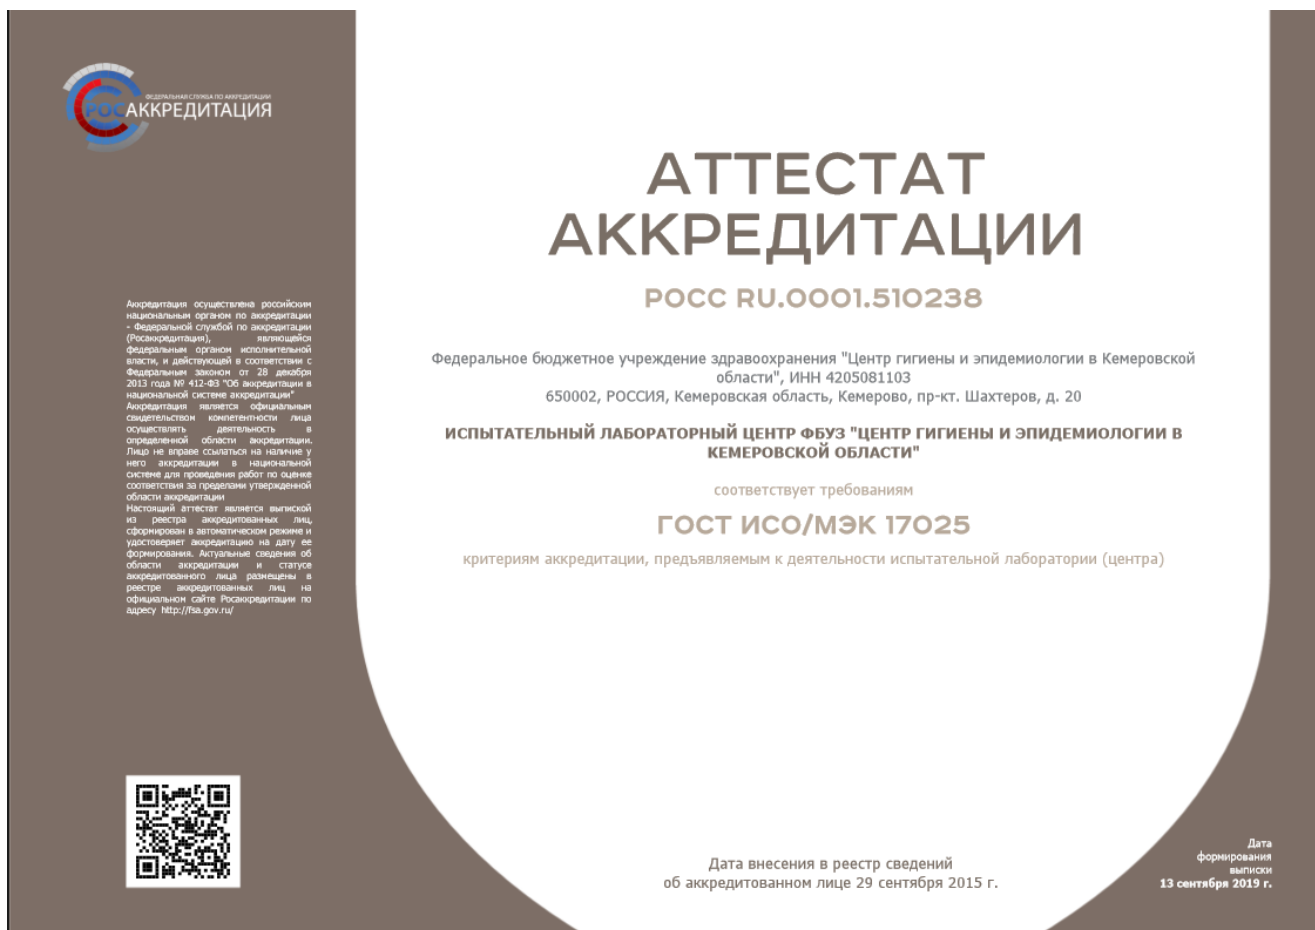 ФЕДЕРАЛЬНАЯ СЛУЖБА ПО АККРЕДИТАЦИИ
РОСАККРЕДИТАЦИЯ
АТТЕСТАТ
АККРЕДИТАЦИИ
РОСС RU.0001.510238
Федеральное бюджетное учреждение здравоохранения "Центр гигиены и эпидемиологии в Кемеровской
области", ИНН 4205081103
650002, РОССИЯ, Кемеровская область, Кемерово, пр-кт. Шахтеров, д. 20
ИСПЫТАТЕЛЬНЫЙ ЛАБОРАТОРНЫЙ ЦЕНТР ФБУЗ "ЦЕНТР ГИГИЕНЫ И ЭПИДЕМИОЛОГИИ В
КЕМЕРОВСКОЙ ОБЛАСТИ"
соответствует требованиям
ГОСТ ИСО/МЭК 17025
критериям аккредитации, предъявляемым к деятельности испытательной лаборатории (центра)
Аккредитация осуществлена российским
национальным органом по аккредитации
- Федеральной службой по аккредитации
(Росаккредитация), являющейся
федеральным органом исполнительной
власти, и действующей в соответствии с
Федеральным законом от 28 декабря
2013 года № 412-ФЗ "Об аккредитации в
национальной системе аккредитации"
Аккредитация является официальным
свидетельством компетентности лица
осуществлять деятельность в
определенной области аккредитации.
Лицо не вправе ссылаться на наличие у
него аккредитации в национальной
системе для проведения работ по оценке
соответствия за пределами утвержденной
области аккредитации
Настоящий аттестат является выпиской
из реестра аккредитованных лиц,
сформирован в автоматическом режиме и
удостоверяет аккредитацию на дату ее
формирования. Актуальные сведения об
области аккредитации и статусе
аккредитованного лица размещены в
реестре аккредитованных лиц на
официальном сайте Росаккредитации по
адресу http://fsa.gov.ru/
Дата внесения в реестр сведений
об аккредитованном лице 29 сентября 2015 г.
Дата
формирования
выписки
13 сентября 2019 г.